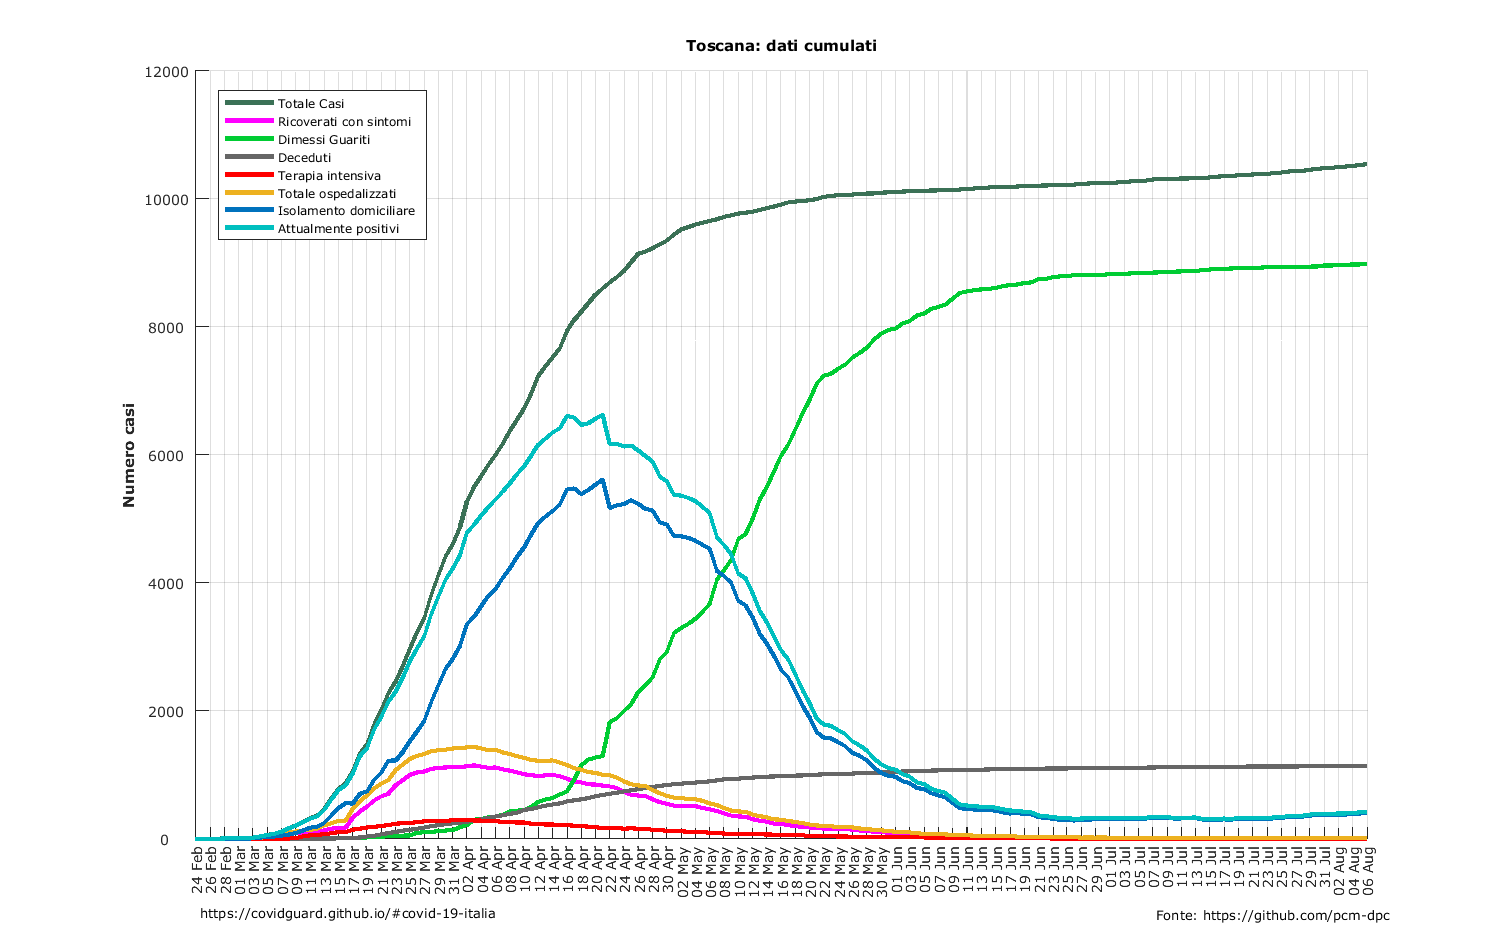 Toscana: dati cumulati
12000
10000
8000
6000
4000
2000
0
Numero casi
Totale Casi
Ricoverati con sintomi
Dimessi Guariti
Deceduti
Terapia intensiva
Totale ospedalizzati
Isolamento domiciliare
Attualmente positivi
24 Feb
26 Feb
28 Feb
01 Mar
03 Mar
05 Mar
07 Mar
09 Mar
11 Mar
13 Mar
15 Mar
17 Mar
19 Mar
21 Mar
23 Mar
25 Mar
27 Mar
29 Mar
31 Mar
02 Apr
04 Apr
06 Apr
08 Apr
10 Apr
12 Apr
14 Apr
16 Apr
18 Apr
20 Apr
22 Apr
24 Apr
26 Apr
28 Apr
30 Apr
02 May
04 May
06 May
08 May
10 May
12 May
14 May
16 May
18 May
20 May
22 May
24 May
26 May
28 May
30 May
01 Jun
03 Jun
05 Jun
07 Jun
09 Jun
11 Jun
13 Jun
15 Jun
17 Jun
19 Jun
21 Jun
23 Jun
25 Jun
27 Jun
29 Jun
01 Jul
03 Jul
05 Jul
07 Jul
09 Jul
11 Jul
13 Jul
15 Jul
17 Jul
19 Jul
21 Jul
23 Jul
25 Jul
27 Jul
29 Jul
31 Jul
02 Aug
04 Aug
06 Aug
https://covidguard.github.io/#covid-19-italia
Fonte: https://github.com/pcm-dpc